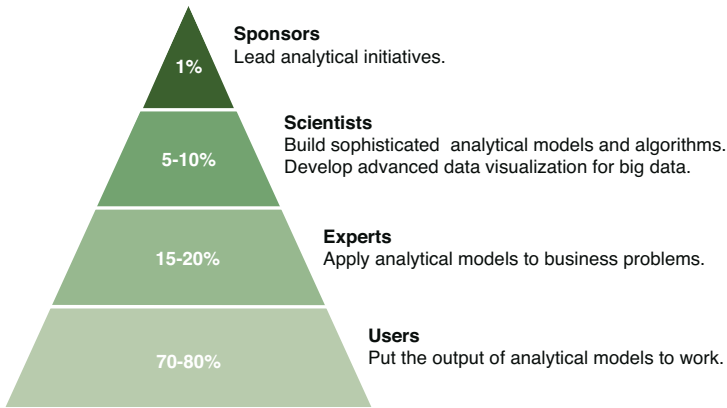 Sponsors
Lead analytical initiatives.
1%
Scientists
Build sophisticated analytical models and algorithms.
5-10%
Develop advanced data visualization for big data.
Experts
15-20%
Apply analytical models to business problems.
Users
70-80%
Put the output of analytical models to work.